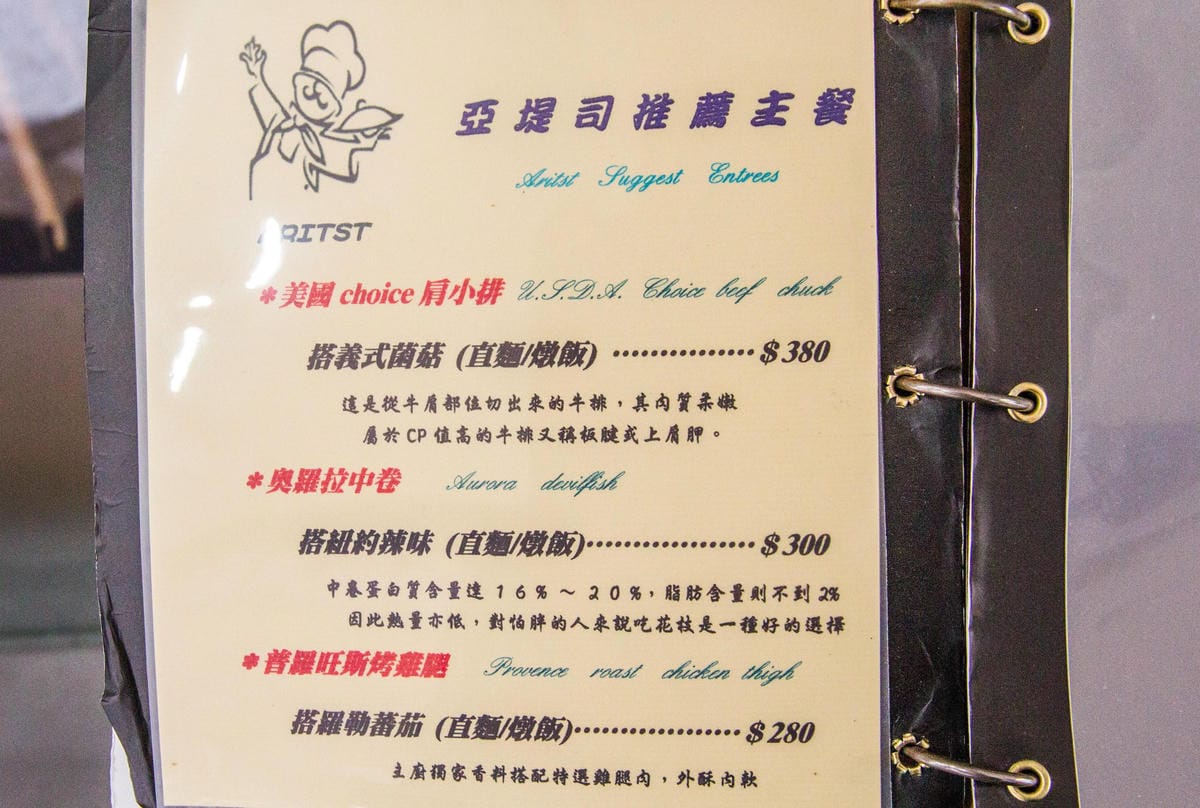 亞堤司推薦主餐
Aritst Suggest Entrees
ARITST
*美國 choice 肩小排 U.S.D.A. Choice beef chuck
搭義式菌菇 (直麵/燉飯) ··············· $380
這是從牛肩部位切出來的牛排，其肉質柔嫩
屬於 CP 值高的牛排又稱板腱或上肩胛。
*奧羅拉中卷 Aurora devilfish
搭紐約辣味 (直麵/燉飯)·················· $300
中卷蛋白質含量達 １６％ ～ ２０％，脂肪含量則不到 2%
因此熱量亦低，對怕胖的人來說吃花枝是一種好的選擇
*普羅旺斯烤雞腿 Provence roast chicken thigh
搭羅勒蕃茄 (直麵/燉飯)·················· $280
主廚獨家香料搭配特選雞腿肉，外酥肉軟